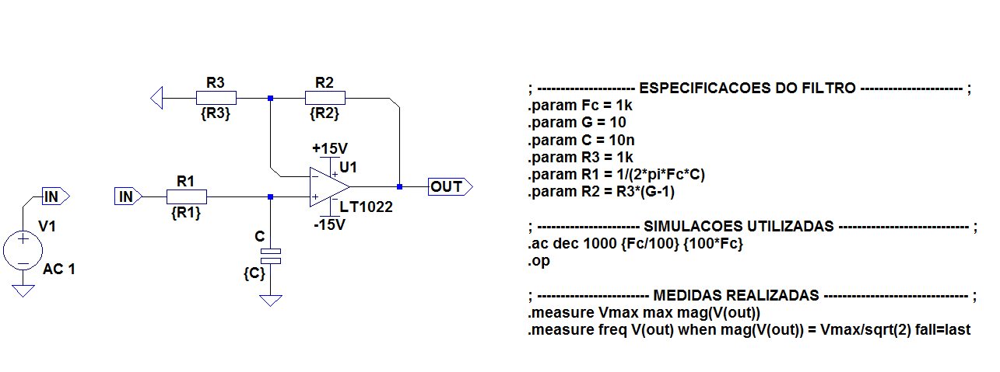 R3
{R3}
R2
{R2}
+15V
U1
LT1022
-15V
OUT
IN
V1
AC 1
IN
R1
{R1}
C
{C}
; --------------------- ESPECIFICACOES DO FILTRO ---------------------- ;
.param Fc = 1k
.param G = 10
.param C = 10n
.param R3 = 1k
.param R1 = 1/(2*pi*Fc*C)
.param R2 = R3*(G-1)
; ---------------------- SIMULACOES UTILIZADAS ---------------------------- ;
.ac dec 1000 {Fc/100} {100*Fc}
.op
; ------------------------ MEDIDAS REALIZADAS ------------------------------- ;
.measure Vmax max mag(V(out))
.measure freq V(out) when mag(V(out)) = Vmax/sqrt(2) fall=last